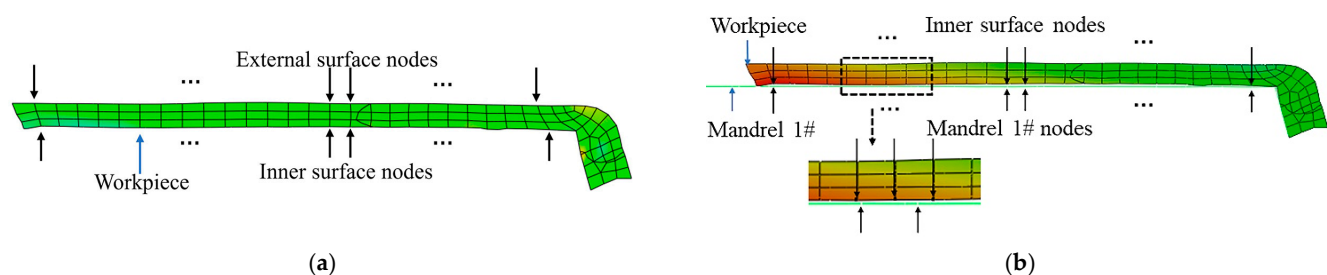 External surface nodes
...
...
...
...
Inner surface nodes
Workpiece
(a)
Workpiece
Inner surface nodes
...
...
Mandrel 1#
...
Mandrel 1# nodes
...
(b)